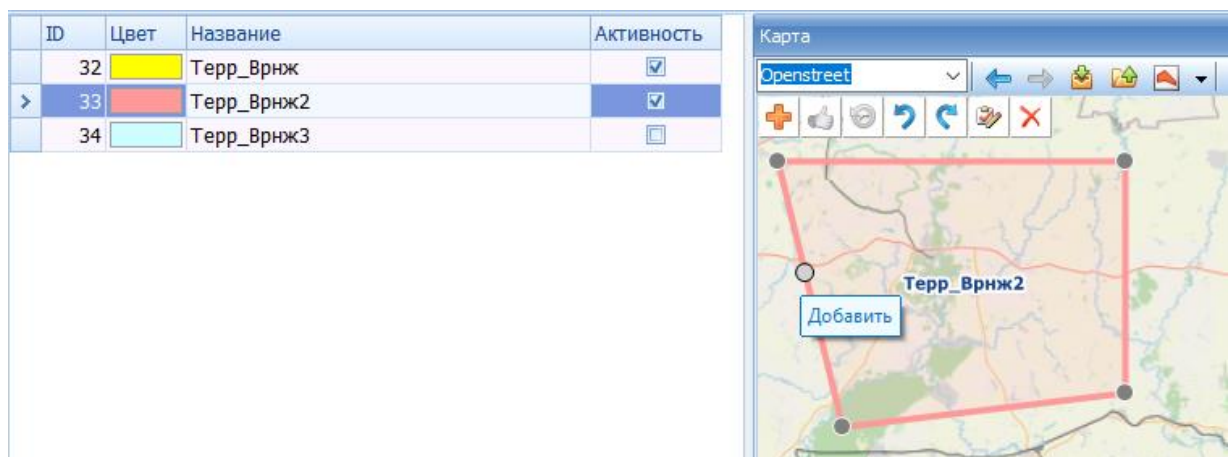 ID Цвет Название Активность
32 Терр_Врнж
33 Терр_Врнж2
34 Терр_Врнж3
Карта
Openstreet
Терр_Врнж2
Добавить